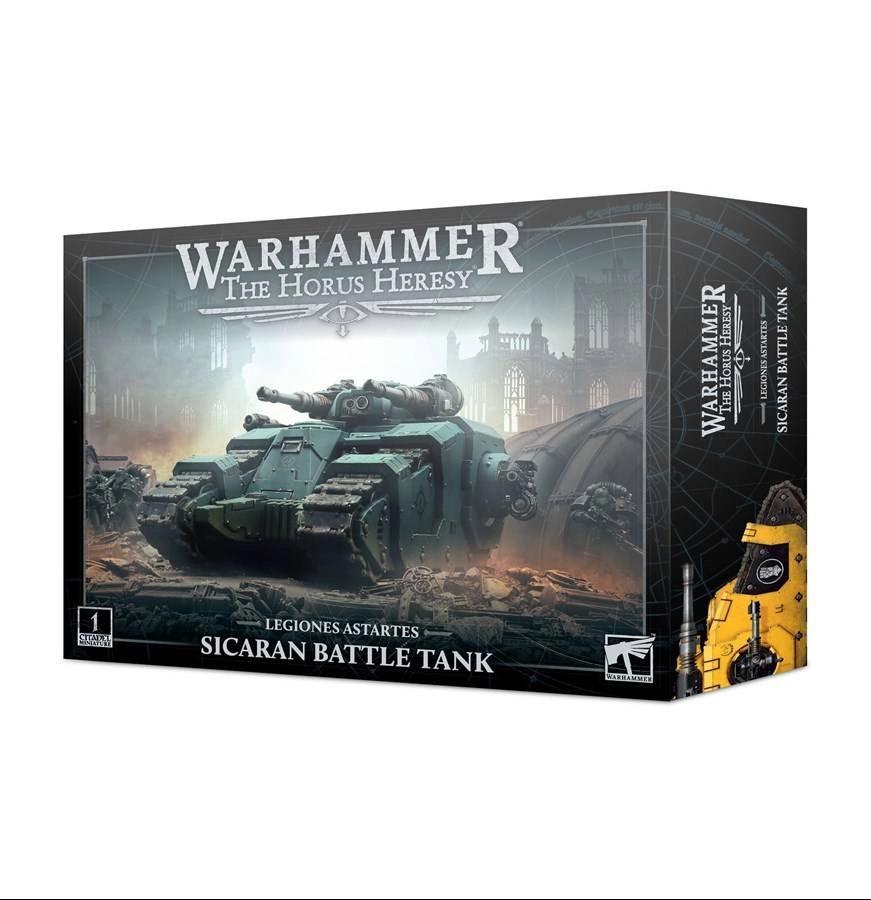 WARHAMMER
THE HORUS HERESY
LEGIONES ASTARTES
SICARAN BATTLE TANK
1
CITADEL
MINIATURE
WARHAMMER
WARHAMMER
THE HORUS HERESY
LEGIONES ASTARTES
SICARAN BATTLE TANK